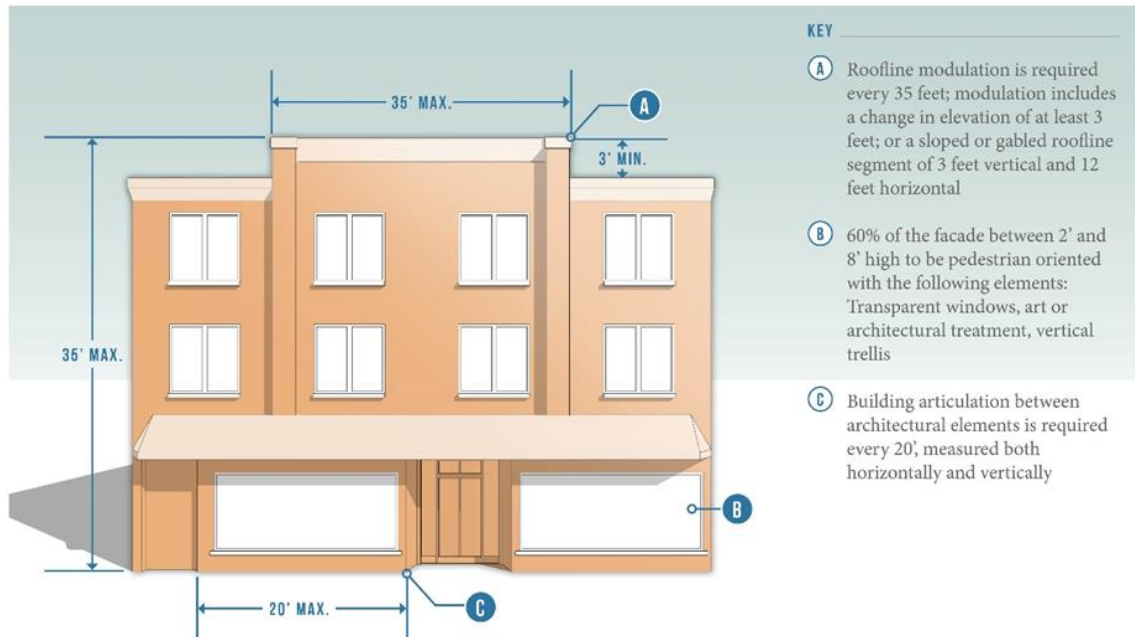 KEY
A Roofline modulation is required
every 35 feet; modulation includes
a change in elevation of at least 3
feet; or a sloped or gabled roofline
segment of 3 feet vertical and 12
feet horizontal
B 60% of the facade between 2’ and
8’ high to be pedestrian oriented
with the following elements:
Transparent windows, art or
architectural treatment, vertical
trellis
C Building articulation between
architectural elements is required
every 20’, measured both
horizontally and vertically
35’ MAX.
A
3’ MIN.
35’ MAX.
B
20’ MAX.
C